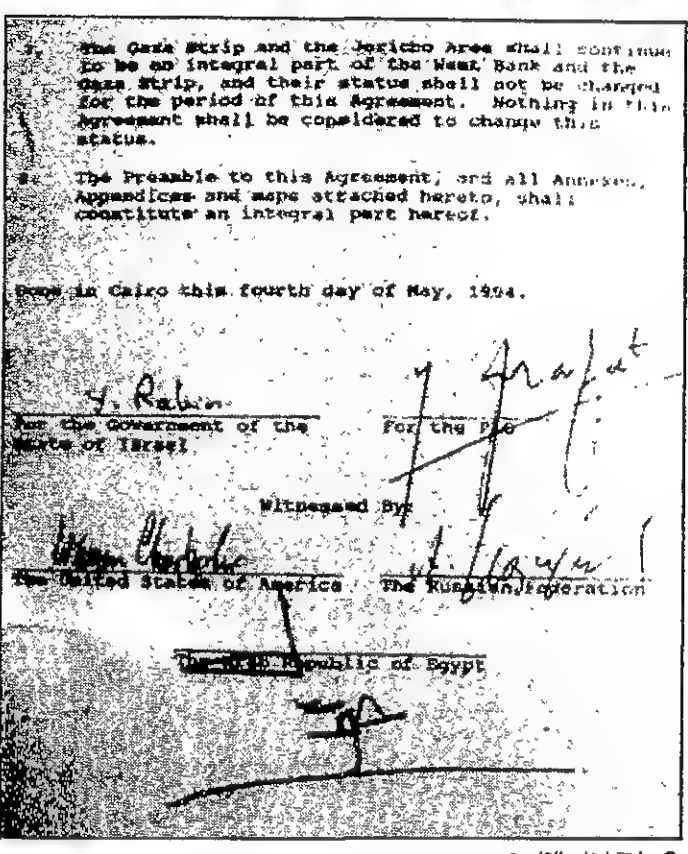 The Gaza Strip and the Jericho Area shall continue
to be an integral part of the West Bank and the
Gaza Strip, and their status shall not be changed
for the period of this Agreement. Nothing in this
Agreement shall be considered to change this
status.
The Preamble to this Agreement, and all Annexes,
Appendices and maps attached hereto, shall
constitute an integral part hereof.
Done in Cairo this fourth day of May, 1994.
Y. Rabin
Y Arafat
For the Government of the
State of Israel
For the PLO
Witnessed By:
The United States of America
The Russian Federation
The Arab Republic of Egypt